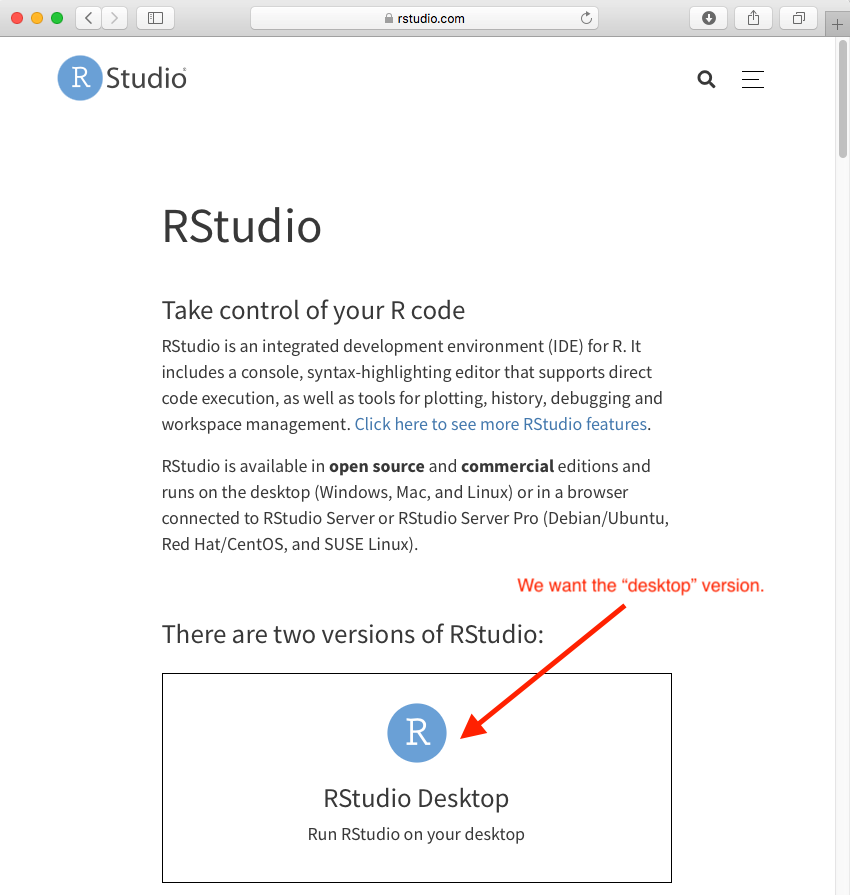 rstudio.com
R Studio®
RStudio
Take control of your R code
RStudio is an integrated development environment (IDE) for R. It
includes a console, syntax-highlighting editor that supports direct
code execution, as well as tools for plotting, history, debugging and
workspace management. Click here to see more RStudio features.
RStudio is available in open source and commercial editions and
runs on the desktop (Windows, Mac, and Linux) or in a browser
connected to RStudio Server or RStudio Server Pro (Debian/Ubuntu,
Red Hat/CentOS, and SUSE Linux).
We want the “desktop” version.
There are two versions of RStudio:
R
RStudio Desktop
Run RStudio on your desktop